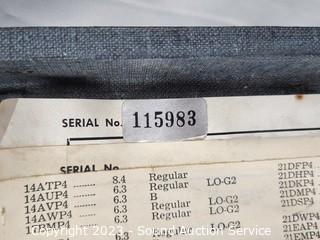 SERIAL No. 115983
SERIAL No.
14ATP4 ........ 8.4 Regular LO-G2 21DFP4
14AUP4 ........ 6.3 Regular 21DHP4
14AVP4 ........ 6.3 B LO-G2 21DKP4
14AWP4 ........ 6.3 Regular 21DMP4
6.3 Regular 21DSP4
LO-G2 21DWP4
21EAP4
21EMP4
© 2023 - Sound Auction Service